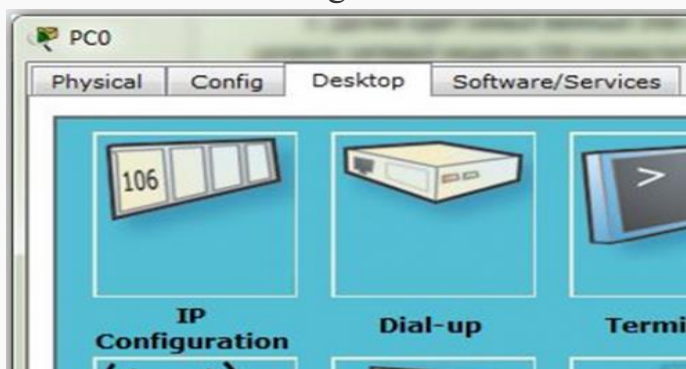 PC0
Physical Config Desktop Software/Services
106
>
IP
Configuration
Dial-up